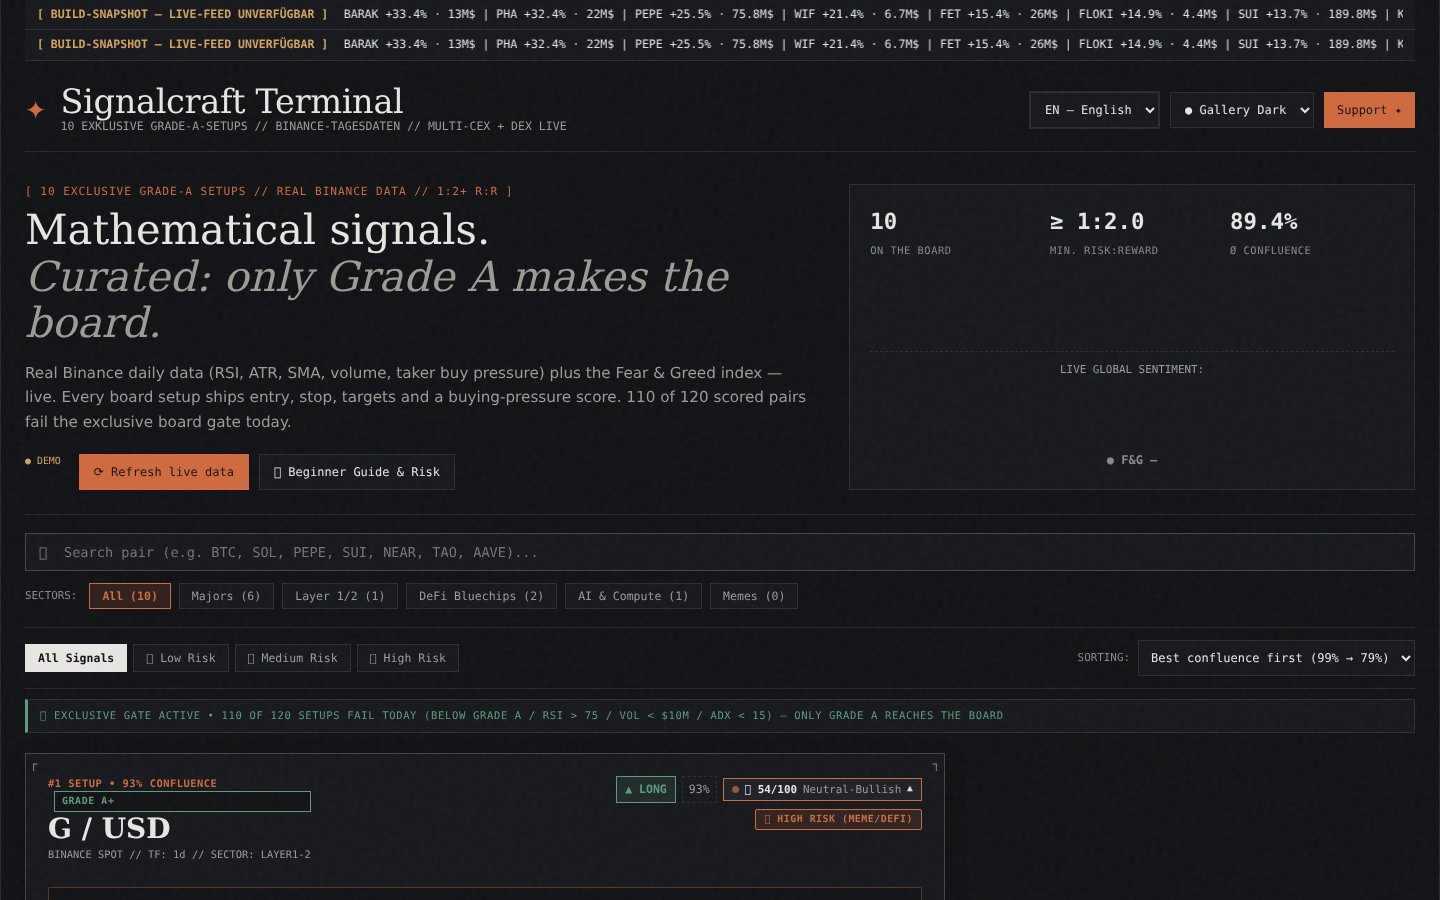 [ BUILD-SNAPSHOT — LIVE-FEED UNVERFÜGBAR ] BARAK +33.4% · 13M$ | PHA +32.4% · 22M$ | PEPE +25.5% · 75.8M$ | WIF +21.4% · 6.7M$ | FET +15.4% · 26M$ | FLOKI +14.9% · 4.4M$ | SUI +13.7% · 189.8M$ | K
[ BUILD-SNAPSHOT — LIVE-FEED UNVERFÜGBAR ] BARAK +33.4% · 13M$ | PHA +32.4% · 22M$ | PEPE +25.5% · 75.8M$ | WIF +21.4% · 6.7M$ | FET +15.4% · 26M$ | FLOKI +14.9% · 4.4M$ | SUI +13.7% · 189.8M$ | K
✦ Signalcraft Terminal
10 EXKLUSIVE GRADE-A-SETUPS // BINANCE-TAGESDATEN // MULTI-CEX + DEX LIVE
EN — English
● Gallery Dark
Support ✦
[ 10 EXCLUSIVE GRADE-A SETUPS // REAL BINANCE DATA // 1:2+ R:R ]
Mathematical signals.
Curated: only Grade A makes the
board.
Real Binance daily data (RSI, ATR, SMA, volume, taker buy pressure) plus the Fear & Greed index —
live. Every board setup ships entry, stop, targets and a buying-pressure score. 110 of 120 scored pairs
fail the exclusive board gate today.
● DEMO
⟳ Refresh live data
Beginner Guide & Risk
10
ON THE BOARD
≥ 1:2.0
MIN. RISK:REWARD
89.4%
Ø CONFLUENCE
LIVE GLOBAL SENTIMENT:
● F&G —
Search pair (e.g. BTC, SOL, PEPE, SUI, NEAR, TAO, AAVE)...
SECTORS: All (10) Majors (6) Layer 1/2 (1) DeFi Bluechips (2) AI & Compute (1) Memes (0)
All Signals Low Risk Medium Risk High Risk
SORTING: Best confluence first (99% → 79%)
EXCLUSIVE GATE ACTIVE • 110 OF 120 SETUPS FAIL TODAY (BELOW GRADE A / RSI > 75 / VOL < $10M / ADX < 15) — ONLY GRADE A REACHES THE BOARD
#1 SETUP • 93% CONFLUENCE
GRADE A+
G / USD
BINANCE SPOT // TF: 1d // SECTOR: LAYER1-2
▲ LONG 93% ● 54/100 Neutral-Bullish ▲
HIGH RISK (MEME/DEFI)